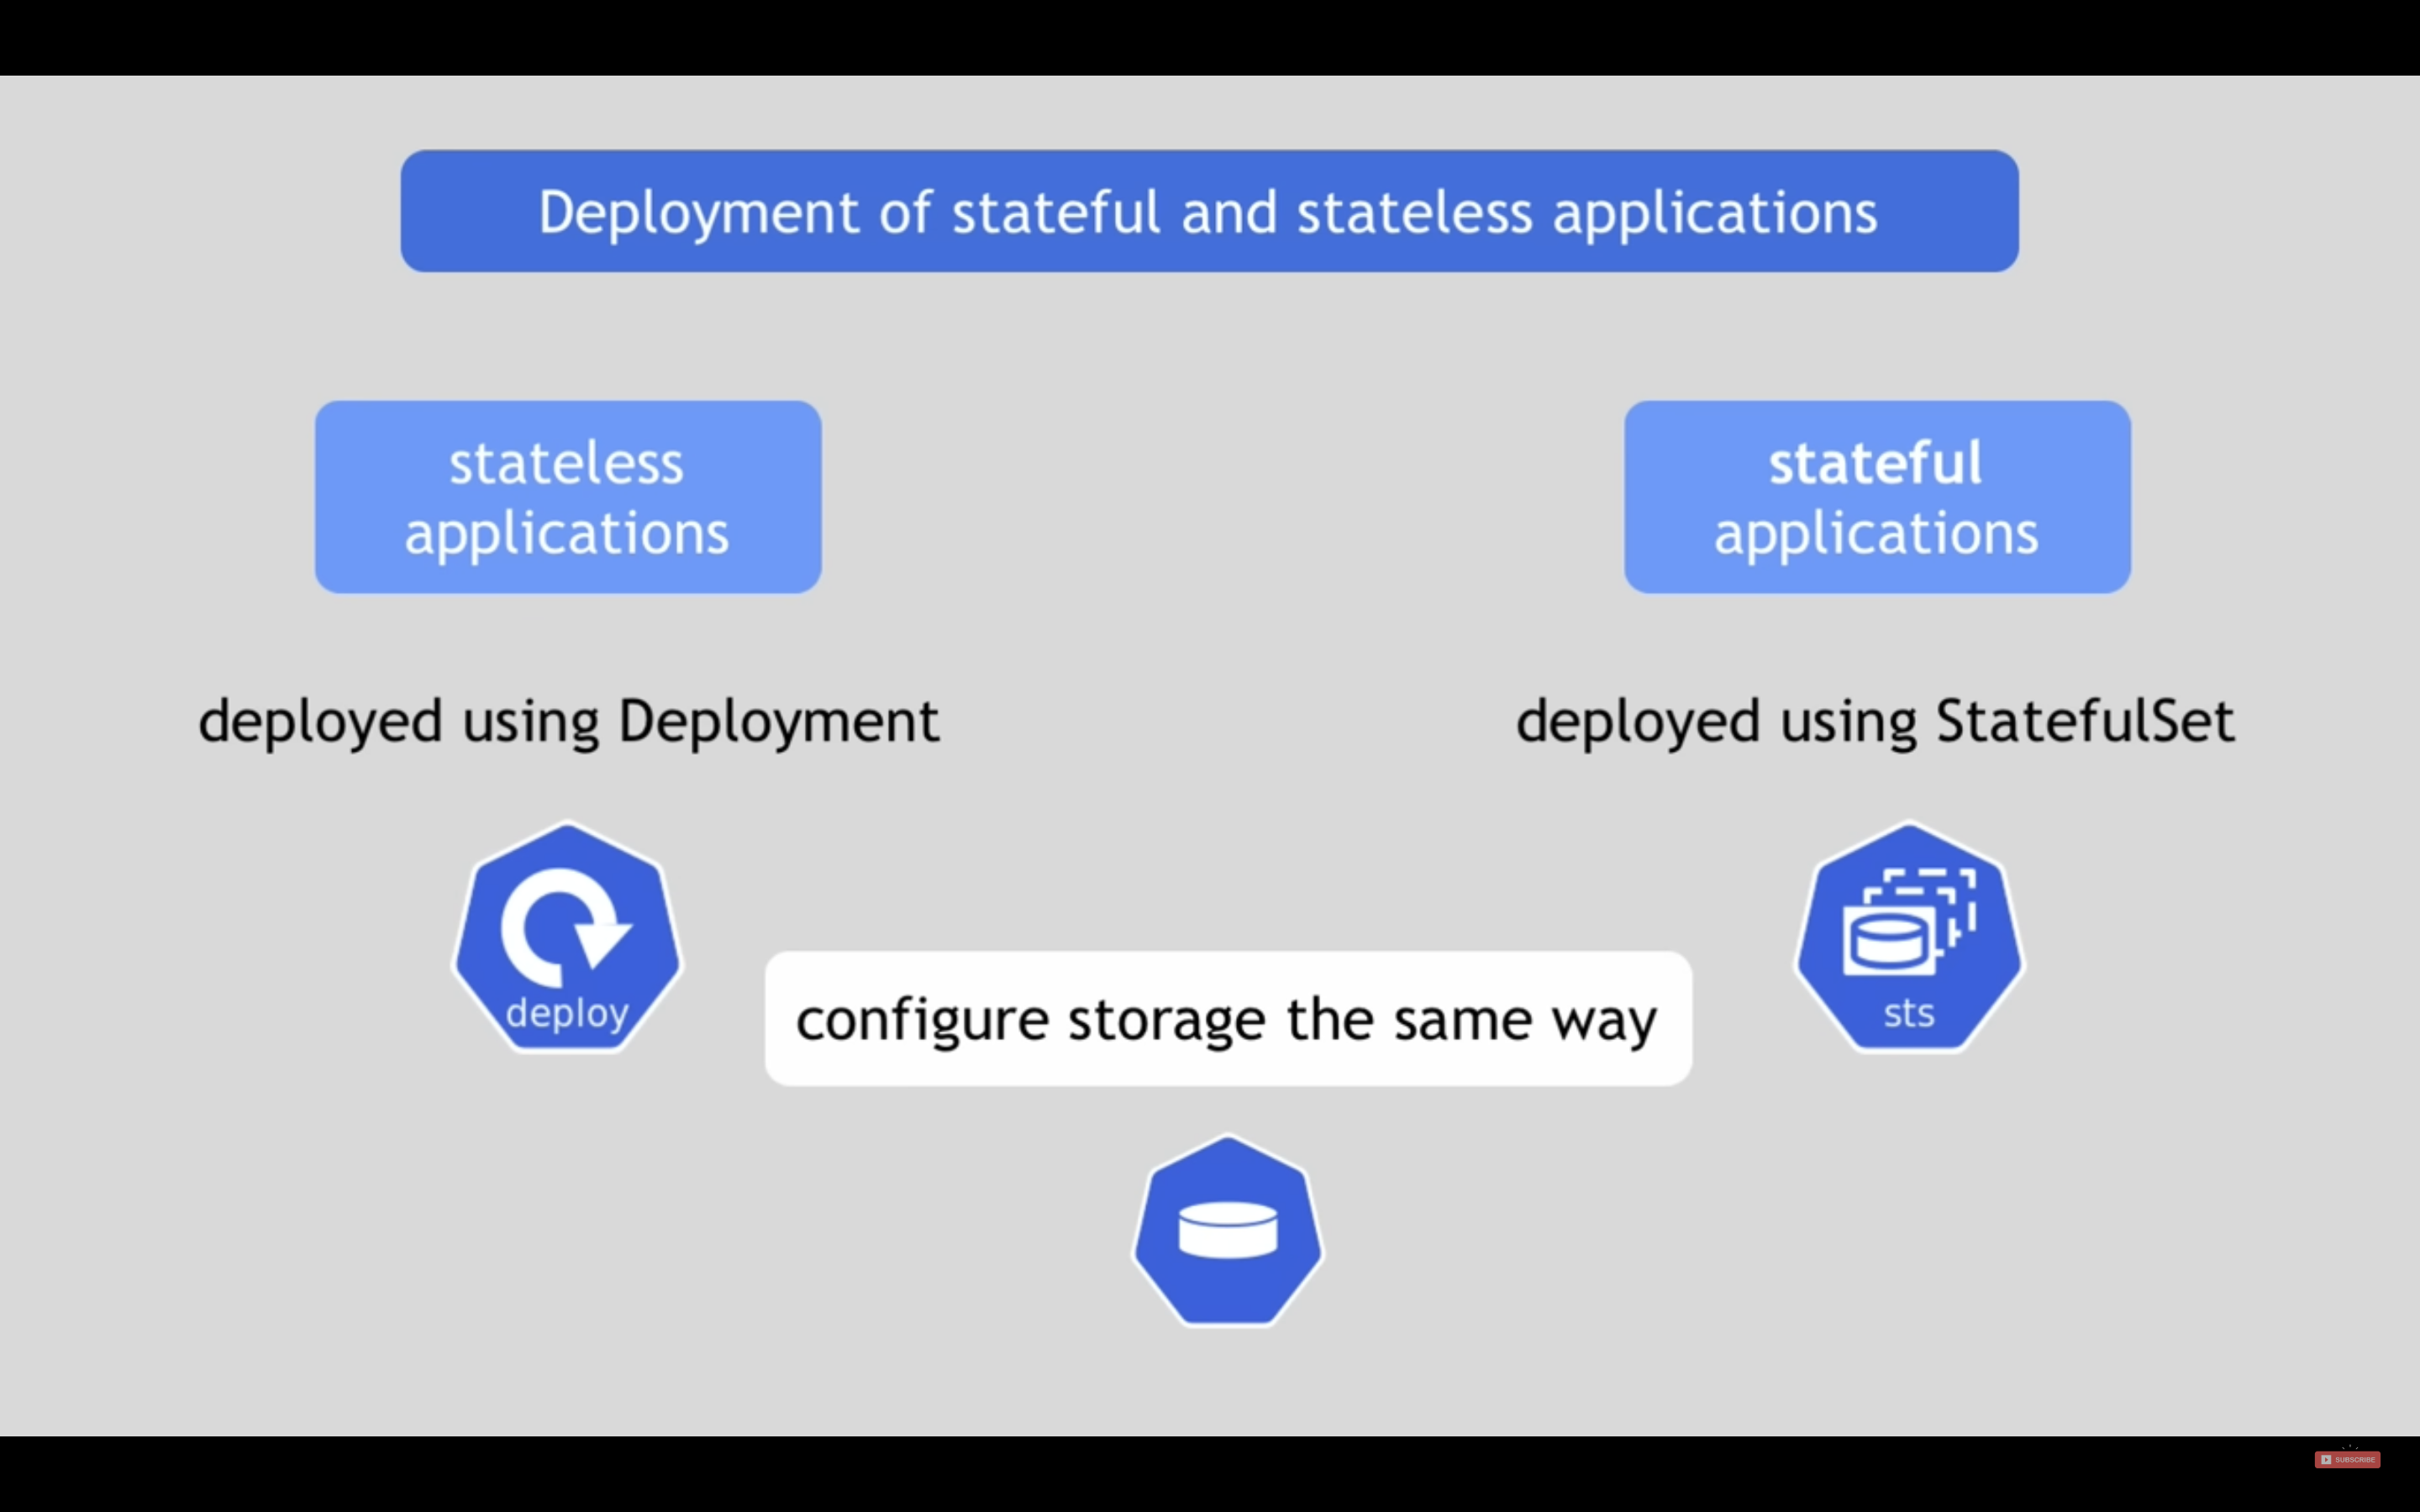 Deployment of stateful and stateless applications
stateless
applications
stateful
applications
deployed using Deployment
deployed using StatefulSet
deploy
sts
configure storage the same way
SUBSCRIBE